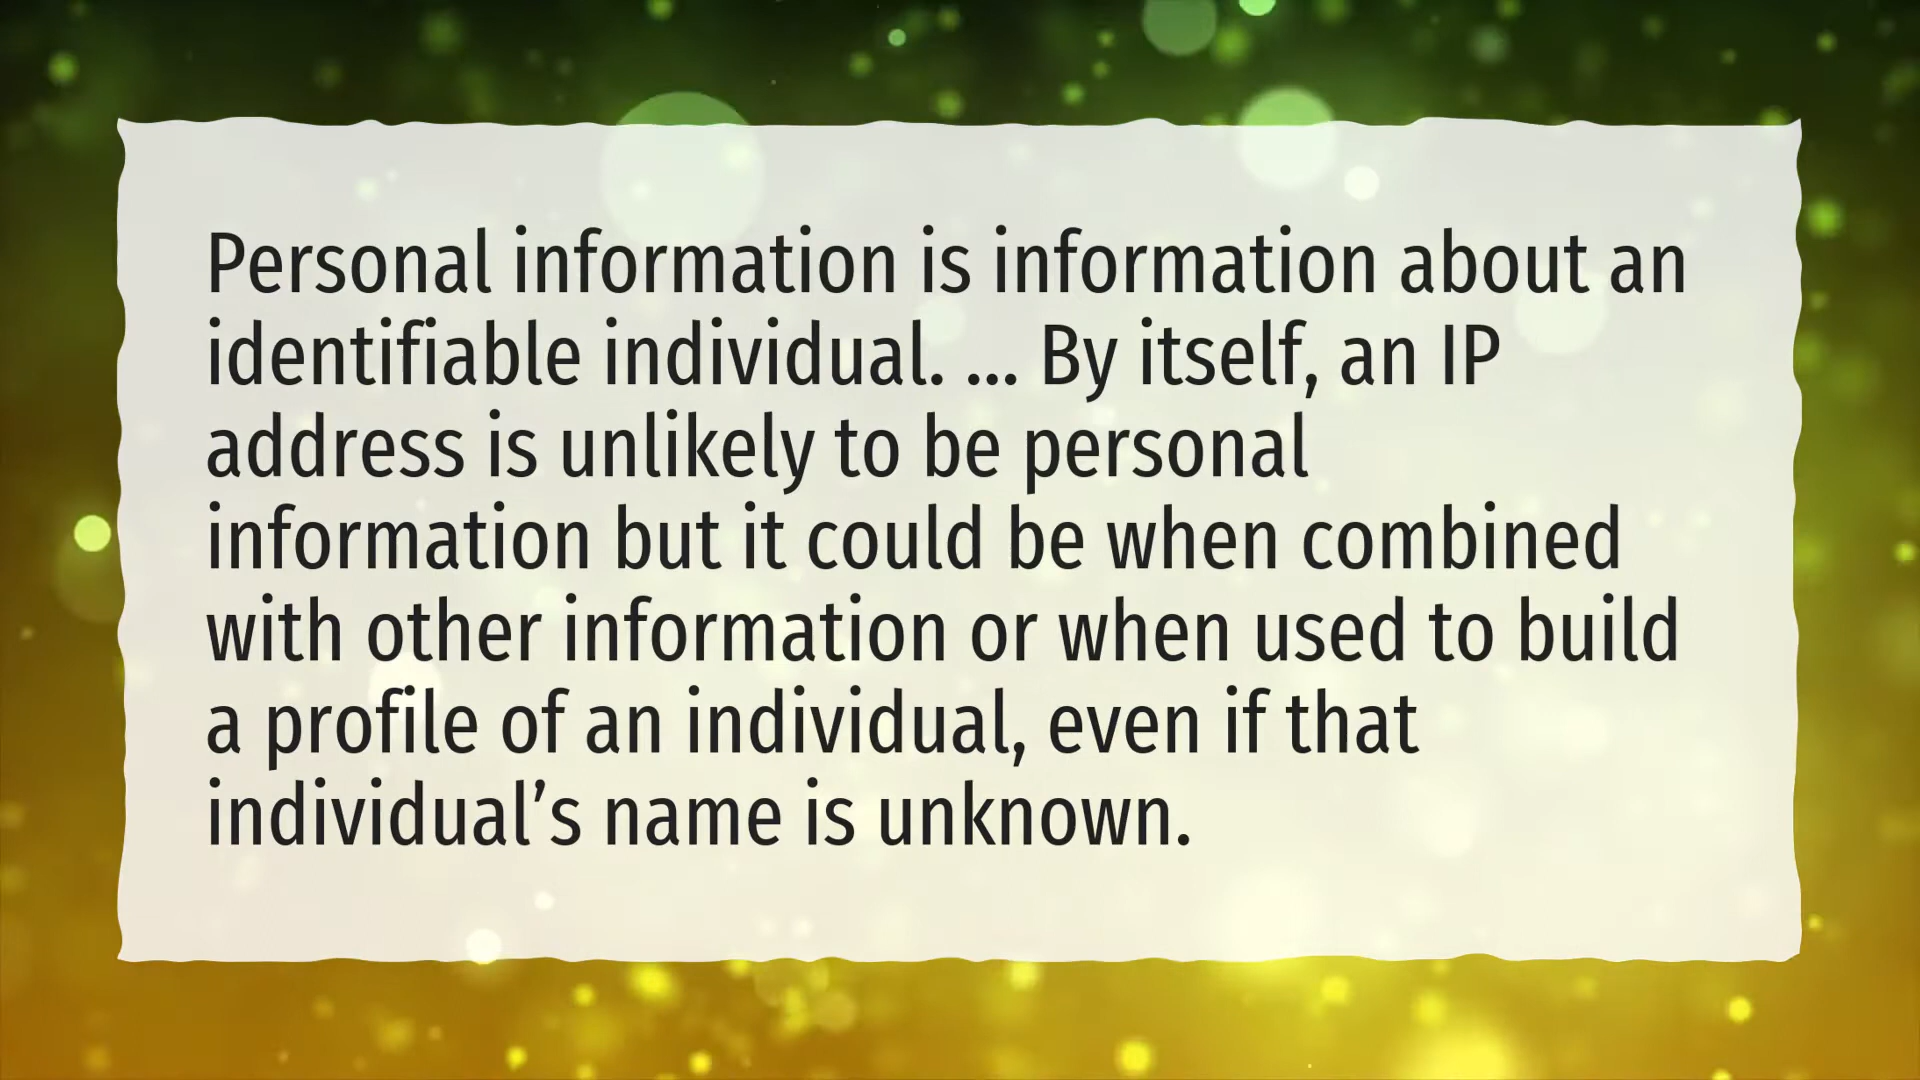 Personal information is information about an
identifiable individual. ... By itself, an IP
address is unlikely to be personal
information but it could be when combined
with other information or when used to build
a profile of an individual, even if that
individual’s name is unknown.